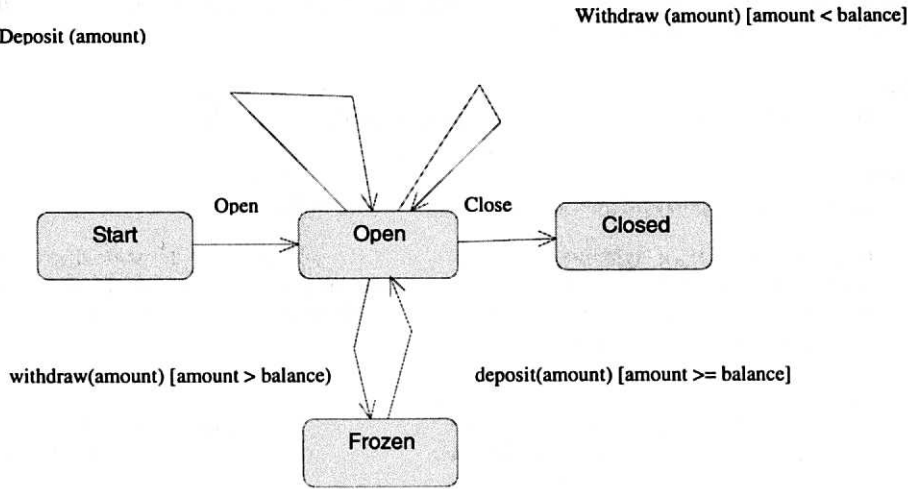 Withdraw (amount) [amount < balance]
Deposit (amount)
Open
Close
Start
Open
Closed
withdraw(amount) [amount > balance)
deposit(amount) [amount >= balance]
Frozen